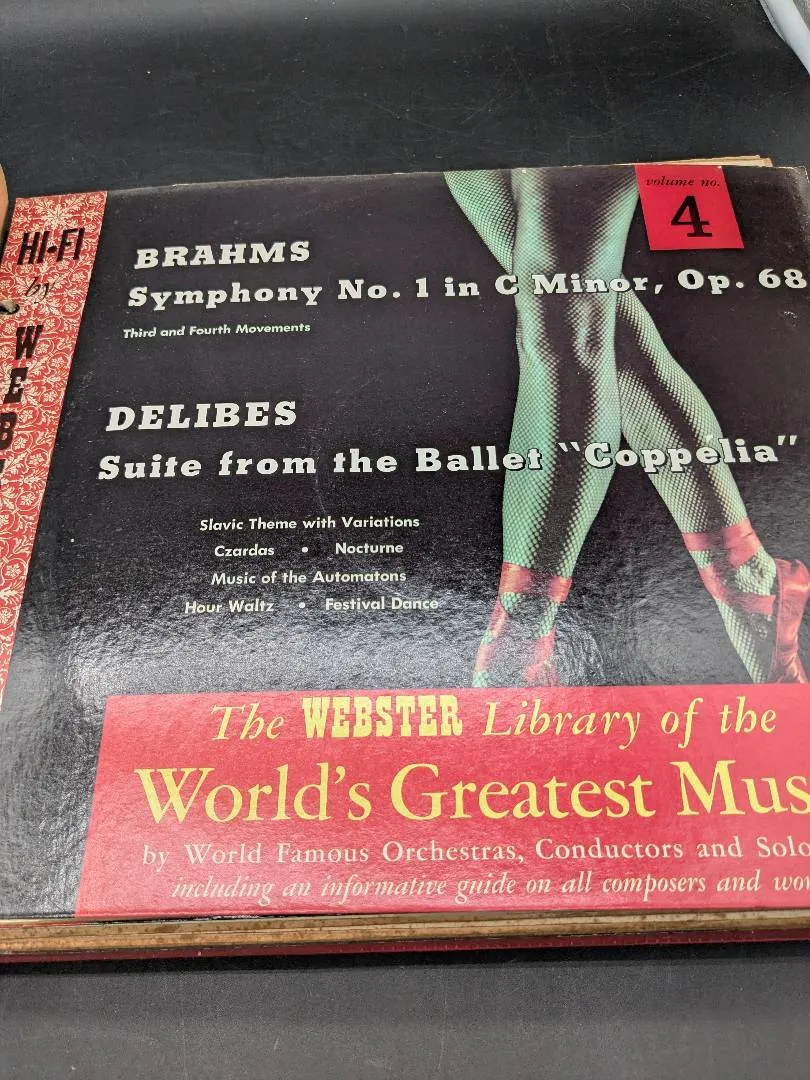 volume no.
4
HI-FI
by
W
E
B
BRAHMS
Symphony No. 1 in C Minor, Op. 68
Third and Fourth Movements
DELIBES
Suite from the Ballet "Coppélia"
Slavic Theme with Variations
Czardas • Nocturne
Music of the Automatons
Hour Waltz • Festival Dance
The WEBSTER Library of the
World's Greatest Mus
by World Famous Orchestras, Conductors and Solo
including an informative guide on all composers and wor